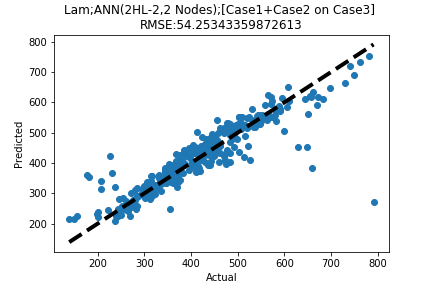 Lam;ANN(2HL-2,2 Nodes);[Case1+Case2 on Case3]
RMSE:54.25343359872613
800
700
600
500
400
300
200
Predicted
200 300 400 500 600 700 800
Actual